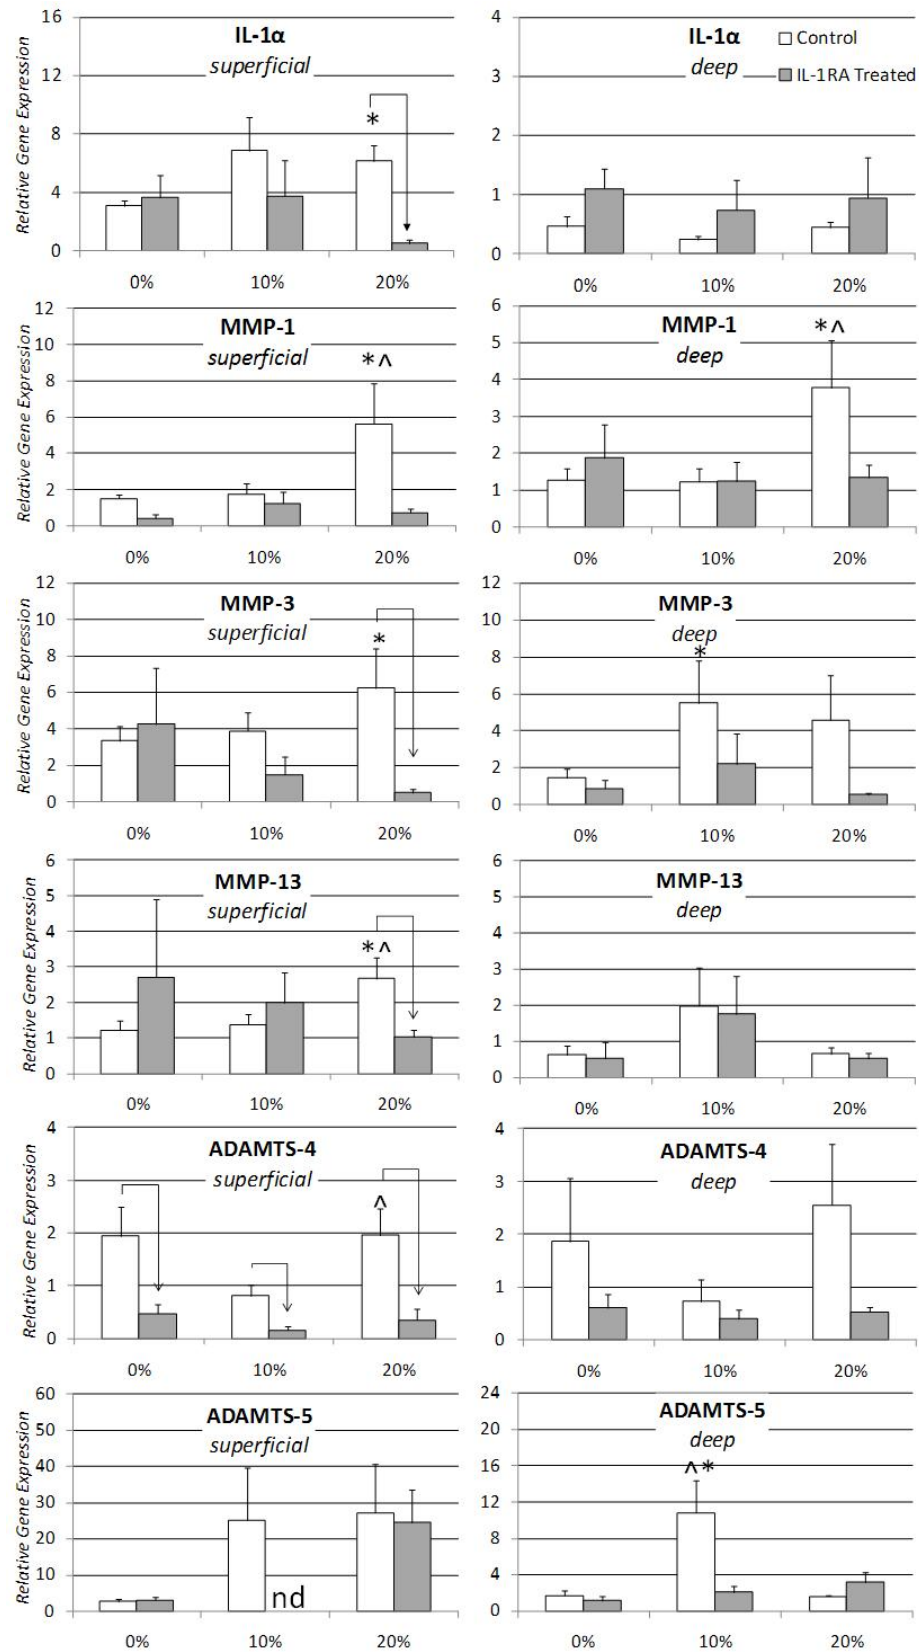 IL-1α
superficial
Relative Gene Expression
16
12
8
4
0
*
0% 10% 20%
IL-1α
deep
Control
IL-1RA Treated
4
3
2
1
0
0% 10% 20%
MMP-1
superficial
Relative Gene Expression
12
10
8
6
4
2
0
* ^
0% 10% 20%
MMP-1
deep
6
5
4
3
2
1
0
* ^
0% 10% 20%
MMP-3
superficial
Relative Gene Expression
12
10
8
6
4
2
0
*
0% 10% 20%
MMP-3
deep
12
10
8
6
4
2
0
*
0% 10% 20%
MMP-13
superficial
Relative Gene Expression
6
5
4
3
2
1
0
* ^
0% 10% 20%
MMP-13
deep
6
5
4
3
2
1
0
0% 10% 20%
ADAMTS-4
superficial
Relative Gene Expression
4
3
2
1
0
^
0% 10% 20%
ADAMTS-4
deep
4
3
2
1
0
0% 10% 20%
ADAMTS-5
superficial
Relative Gene Expression
60
50
40
30
20
10
0
nd
0% 10% 20%
ADAMTS-5
deep
24
20
16
12
8
4
0
^ *
0% 10% 20%